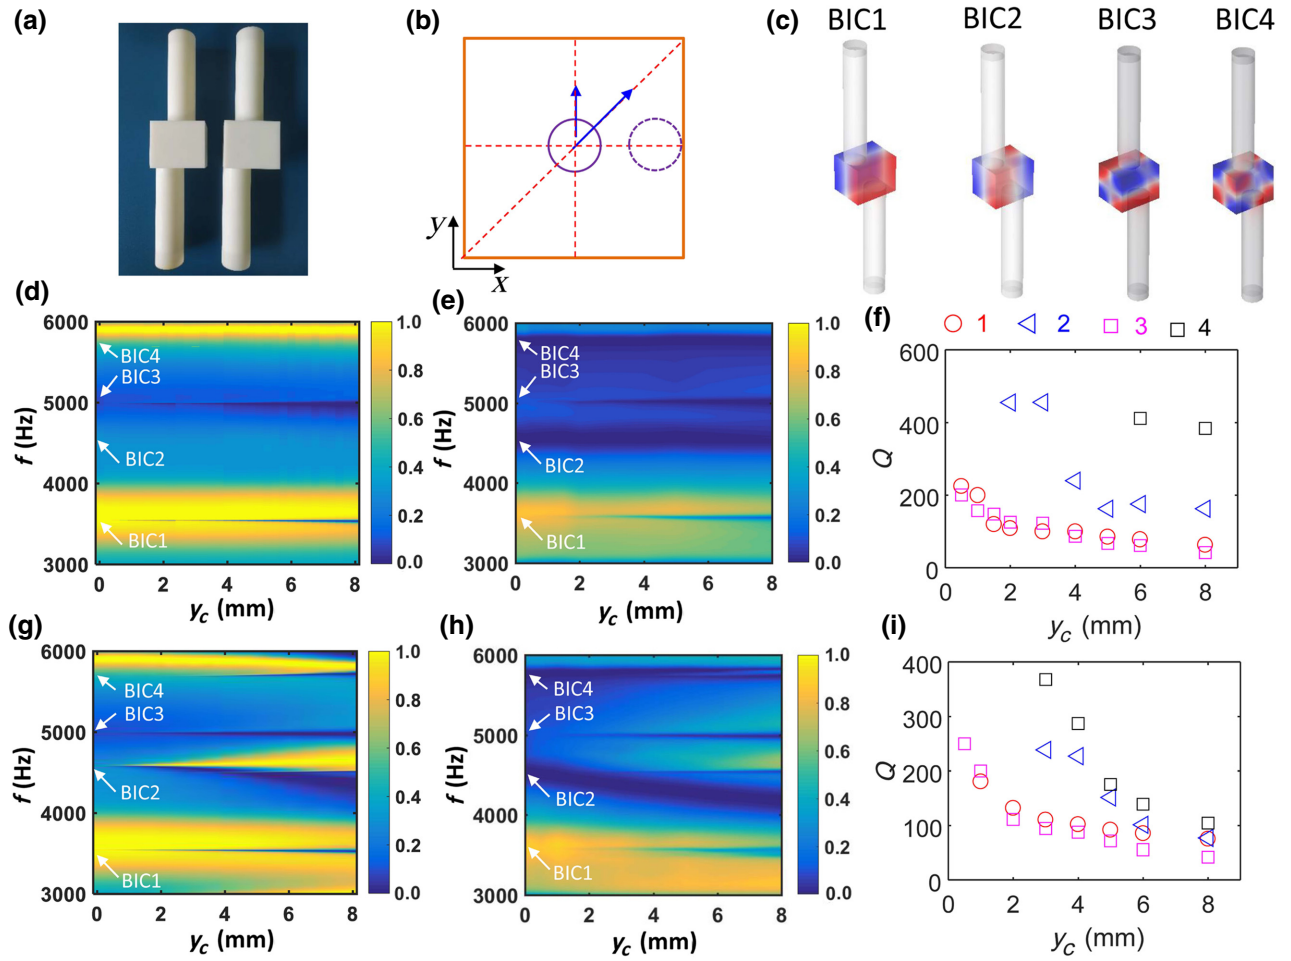 (a)
(b)
y
x
(c)
BIC1 BIC2 BIC3 BIC4
(d)
6000
5000
4000
3000
f (Hz)
BIC4
BIC3
BIC2
BIC1
0 2 4 6 8
yc (mm)
1.0
0.8
0.6
0.4
0.2
0.0
(e)
6000
5000
4000
3000
f (Hz)
BIC4
BIC3
BIC2
BIC1
0 2 4 6 8
yc (mm)
1.0
0.8
0.6
0.4
0.2
0.0
(f)
1 2 3 4
600
400
200
0
Q
0 2 4 6 8
yc (mm)
(g)
6000
5000
4000
3000
f (Hz)
BIC4
BIC3
BIC2
BIC1
0 2 4 6 8
yc (mm)
1.0
0.8
0.6
0.4
0.2
0.0
(h)
6000
5000
4000
3000
f (Hz)
BIC4
BIC3
BIC2
BIC1
0 2 4 6 8
yc (mm)
1.0
0.8
0.6
0.4
0.2
0.0
(i)
400
300
200
100
0
Q
0 2 4 6 8
yc (mm)